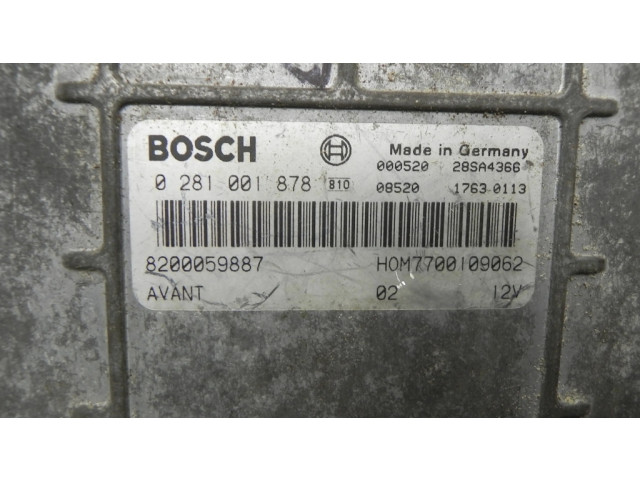 BOSCH Made in Germany
000520 28SA4366
0 281 001 878 810 08520 1763 0113
8200059887 HOM7700109062
AVANT 02 12V